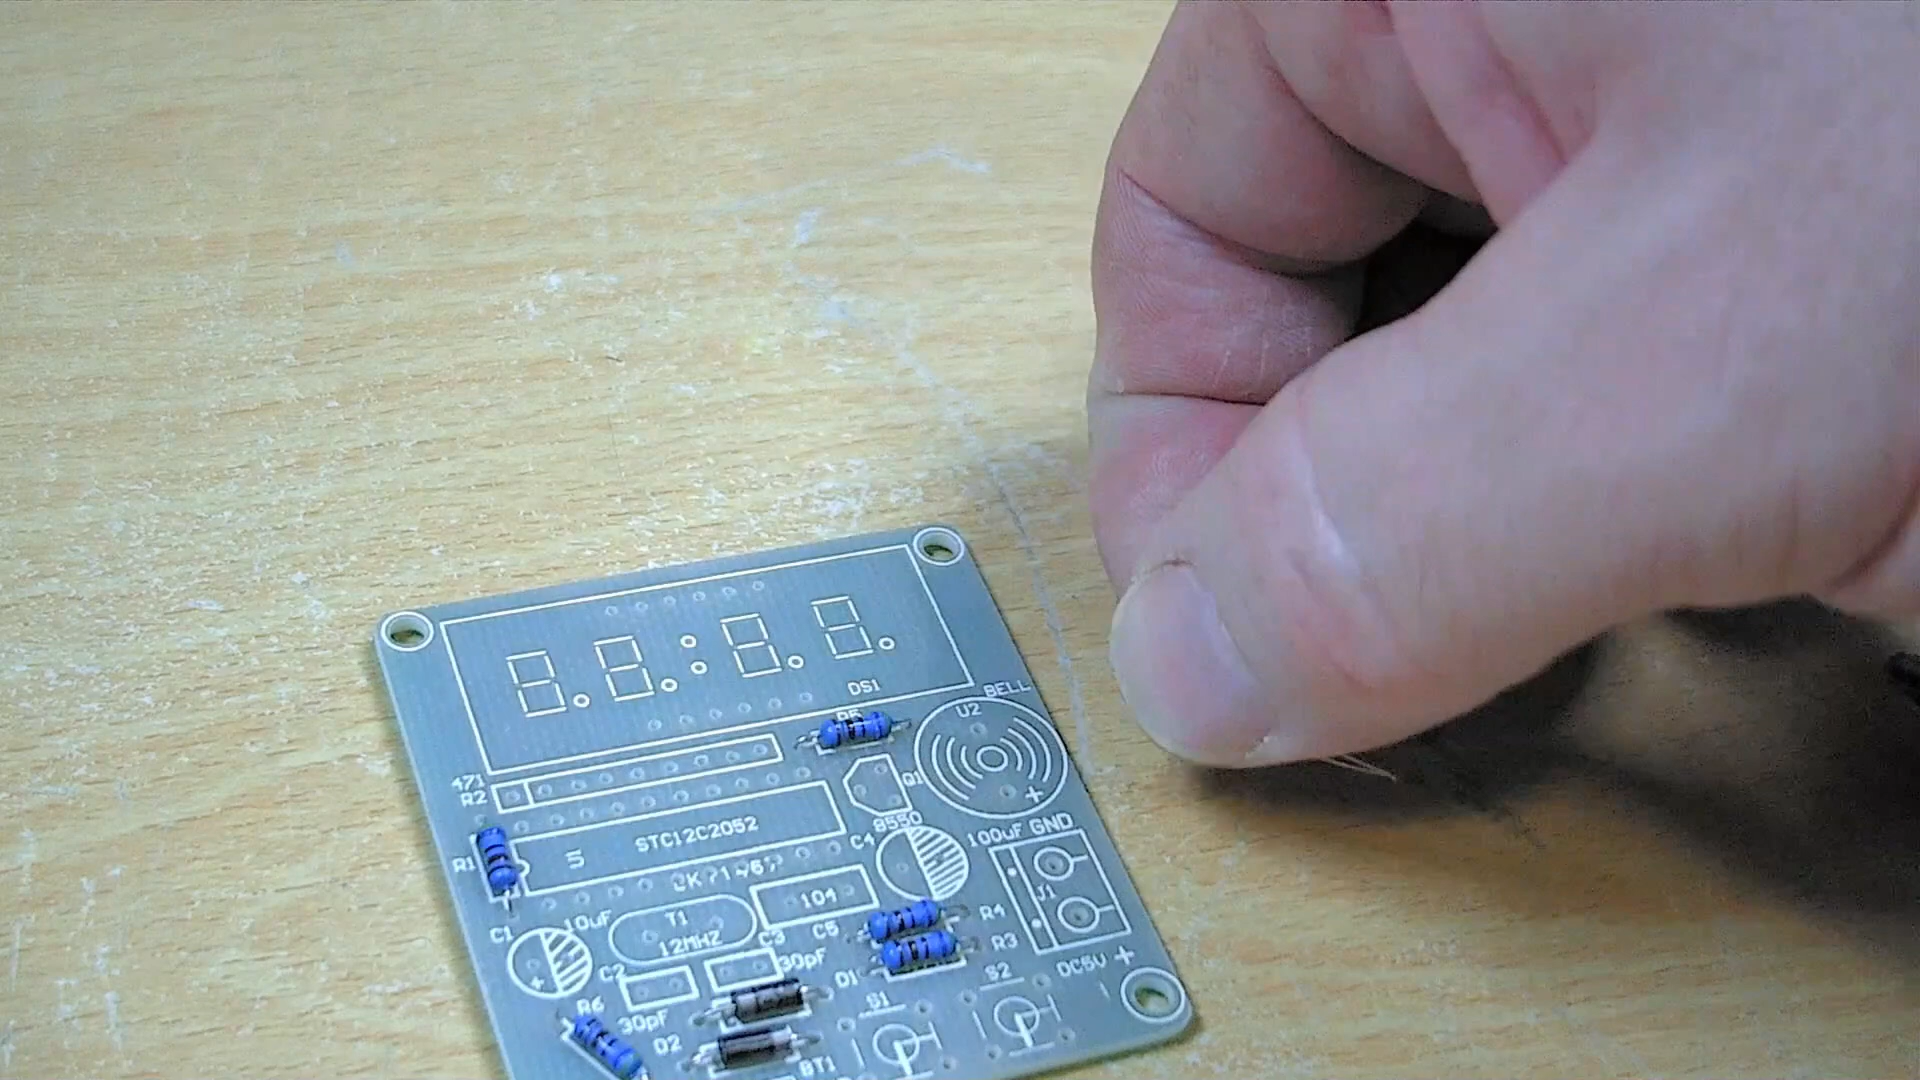 DS1
BELL
U2
R5
471
R2
Q1
8550
STC12C2052
R1
C4
100uF
GND
104
J1
10uF
T1
12MHZ
C1
C3
C5
R4
R3
30pF
D1
S2
DC5V +
C2
S1
R6
30pF
D2
BT1